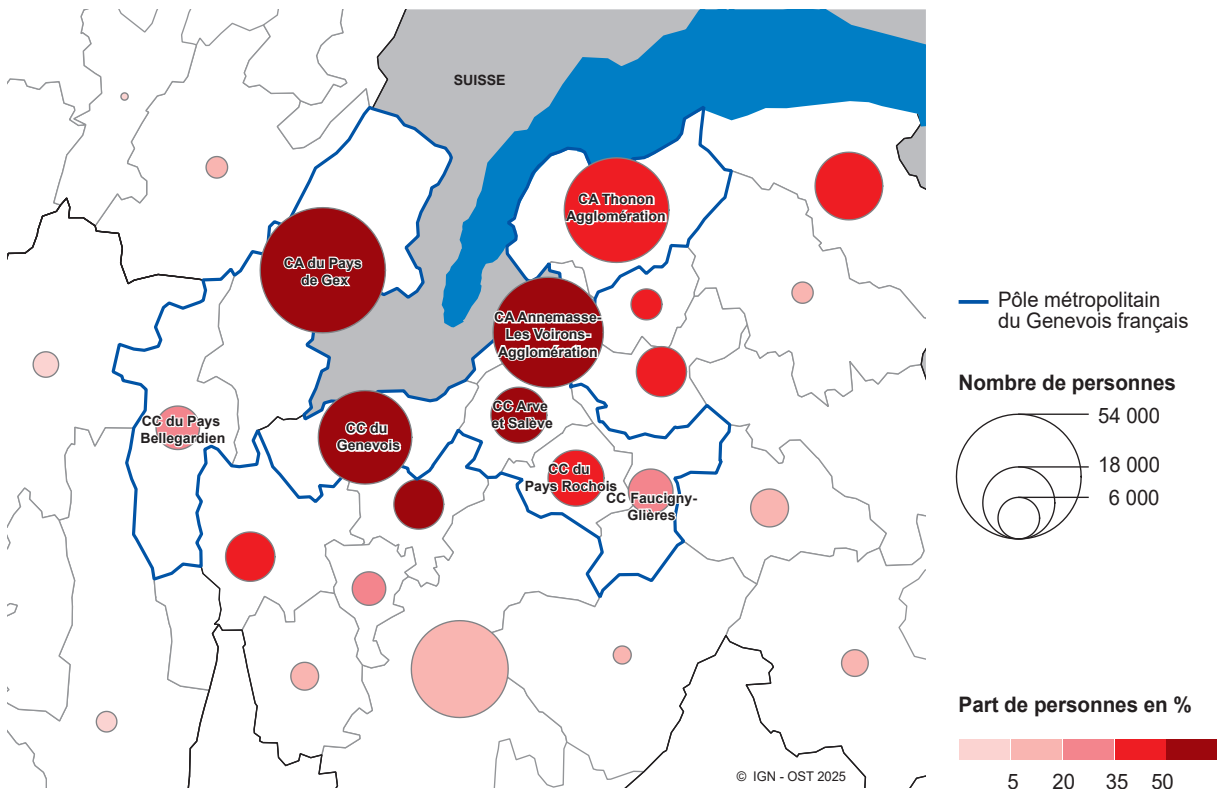 SUISSE
CA Thonon
Agglomération
CA du Pays
de Gex
CA Annemasse-
Les Voirons-
Agglomération
CC Arve
et Salève
CC du Pays
Bellegardien
CC du
Genevois
CC du
Pays Rochois
CC Faucigny-
Glières
© IGN - OST 2025
Pôle métropolitain
du Genevois français
Nombre de personnes
54 000
18 000
6 000
Part de personnes en %
5 20 35 50